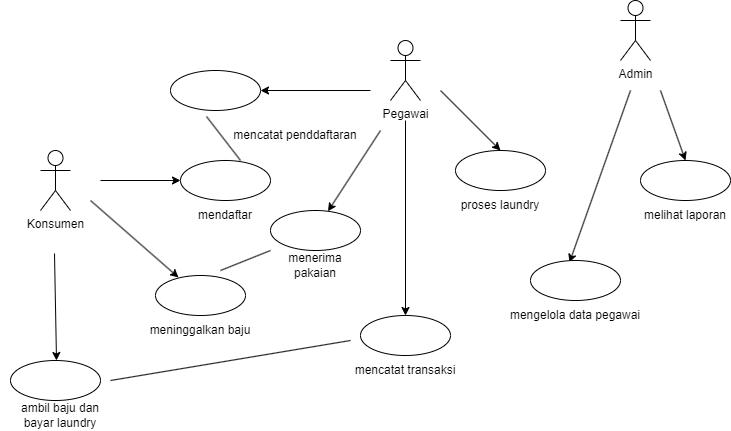 Admin
Pegawai
mencatat penddaftaran
Konsumen
mendaftar
proses laundry
melihat laporan
menerima
pakaian
meninggalkan baju
mengelola data pegawai
mencatat transaksi
ambil baju dan
bayar laundry